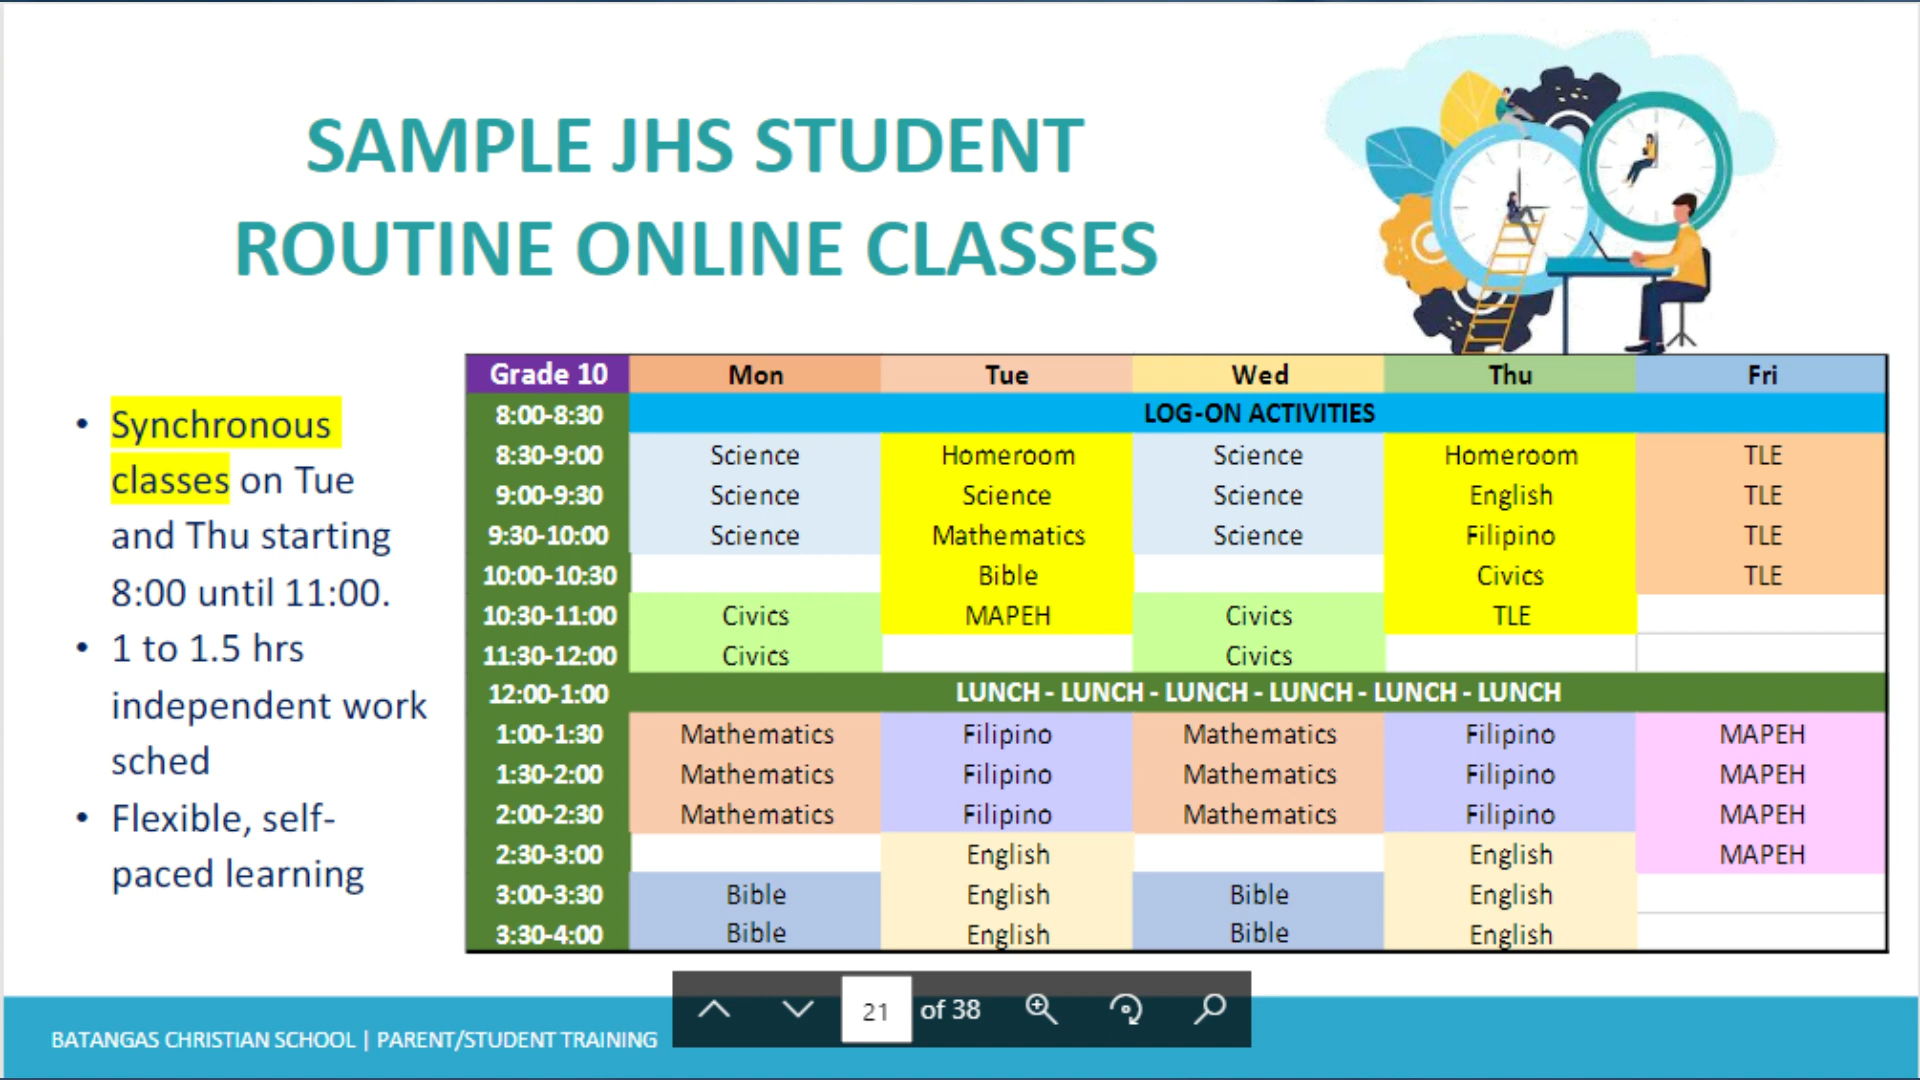 SAMPLE JHS STUDENT
ROUTINE ONLINE CLASSES
• Synchronous
classes on Tue
and Thu starting
8:00 until 11:00.
• 1 to 1.5 hrs
independent work
sched
• Flexible, self-
paced learning
Grade 10 Mon Tue Wed Thu Fri
8:00-8:30 LOG-ON ACTIVITIES
8:30-9:00 Science Homeroom Science Homeroom TLE
9:00-9:30 Science Science Science English TLE
9:30-10:00 Science Mathematics Science Filipino TLE
10:00-10:30 Bible Civics TLE
10:30-11:00 Civics MAPEH Civics TLE
11:30-12:00 Civics Civics
12:00-1:00 LUNCH - LUNCH - LUNCH - LUNCH - LUNCH - LUNCH
1:00-1:30 Mathematics Filipino Mathematics Filipino MAPEH
1:30-2:00 Mathematics Filipino Mathematics Filipino MAPEH
2:00-2:30 Mathematics Filipino Mathematics Filipino MAPEH
2:30-3:00 English English MAPEH
3:00-3:30 Bible English Bible English
3:30-4:00 Bible English Bible English
21 of 38
BATANGAS CHRISTIAN SCHOOL | PARENT/STUDENT TRAINING